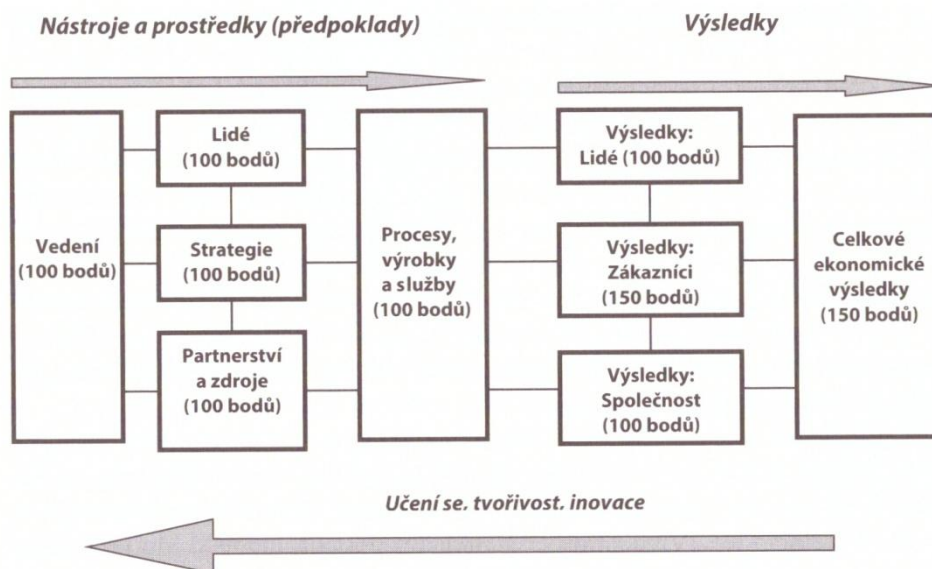 Nástroje a prostředky (předpoklady)
Výsledky
Vedení
(100 bodů)
Lidé
(100 bodů)
Strategie
(100 bodů)
Partnerství
a zdroje
(100 bodů)
Procesy,
výrobky
a služby
(100 bodů)
Výsledky:
Lidé (100 bodů)
Výsledky:
Zákazníci
(150 bodů)
Výsledky:
Společnost
(100 bodů)
Celkové
ekonomické
výsledky
(150 bodů)
Učení se. tvořivost. inovace